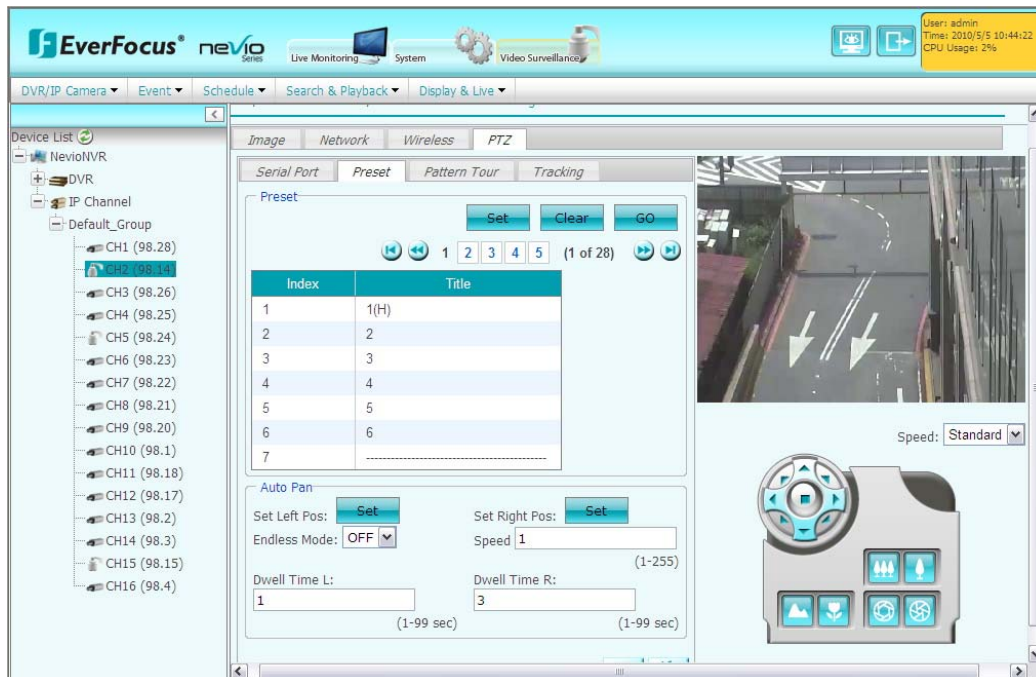 EverFocus® nevio Series
Live Monitoring System Video Surveillance
User: admin
Time: 2010/5/5 10:44:22
CPU Usage: 2%
DVR/IP Camera Event Schedule Search & Playback Display & Live
Device List
NevioNVR
DVR
IP Channel
Default_Group
CH1 (98.28)
CH2 (98.14)
CH3 (98.26)
CH4 (98.25)
CH5 (98.24)
CH6 (98.23)
CH7 (98.22)
CH8 (98.21)
CH9 (98.20)
CH10 (98.1)
CH11 (98.18)
CH12 (98.17)
CH13 (98.2)
CH14 (98.3)
CH15 (98.15)
CH16 (98.4)
Image Network Wireless PTZ
Serial Port Preset Pattern Tour Tracking
Preset
Set Clear GO
1 2 3 4 5 (1 of 28)
Index Title
1 1(H)
2 2
3 3
4 4
5 5
6 6
7 ------------------------------------------
Auto Pan
Set Left Pos: Set Set Right Pos: Set
Endless Mode: OFF Speed 1
(1-255)
Dwell Time L: Dwell Time R:
1 3
(1-99 sec) (1-99 sec)
Speed: Standard